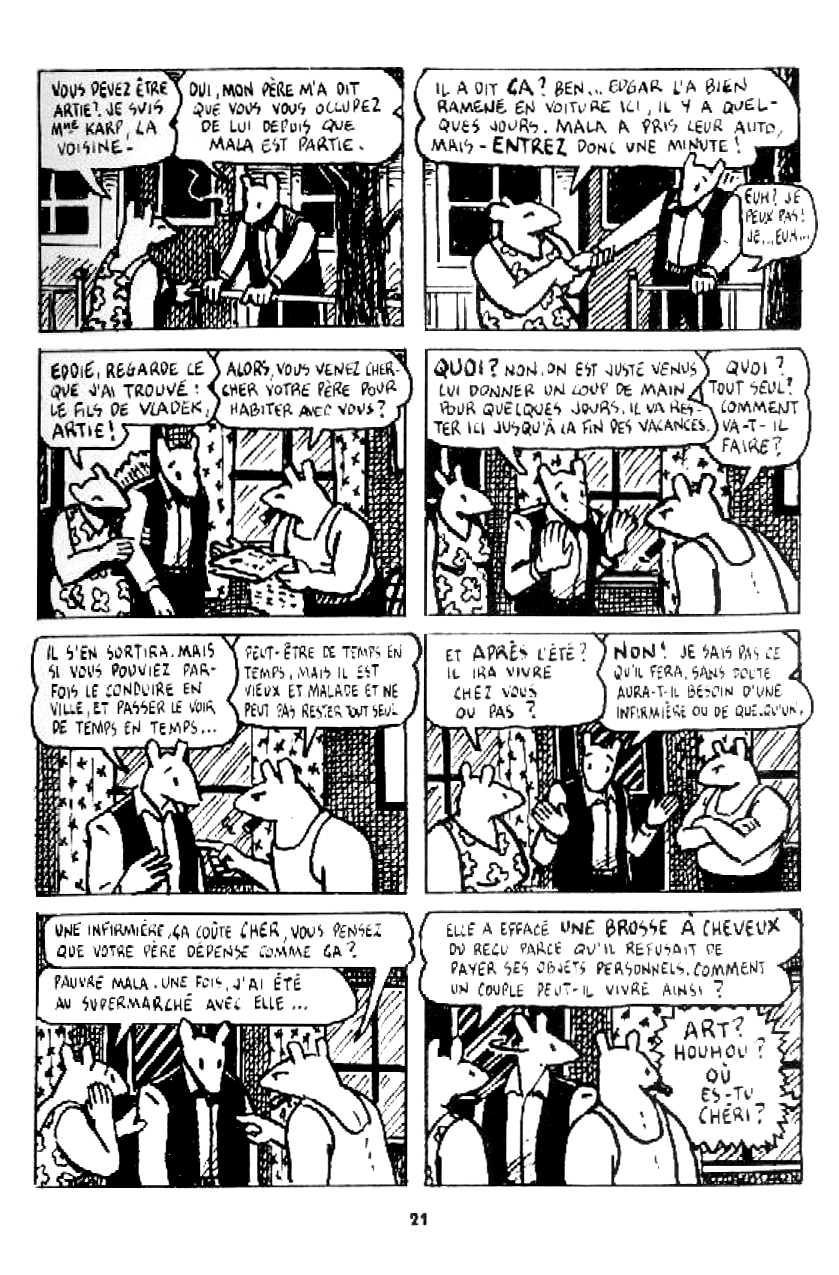 VOUS DEVEZ ÊTRE
ARTIE? JE SUIS
MME KARP, LA
VOISINE.
OUI, MON PÈRE M'A DIT
QUE VOUS VOUS OCCUPEZ
DE LUI DEPUIS QUE
MALA EST PARTIE.
IL A DIT ÇA? BEN... EDGAR L'A BIEN
RAMENÉ EN VOITURE ICI, IL Y A QUEL-
QUES JOURS. MALA A PRIS LEUR AUTO,
MAIS - ENTREZ DONC UNE MINUTE!
EUH? JE
PEUX PAS!
JE... EUH...
EDDIE, REGARDE CE
QUE J'AI TROUVÉ:
LE FILS DE VLADEK,
ARTIE!
ALORS, VOUS VENEZ CHER-
CHER VOTRE PÈRE POUR
HABITER AVEC VOUS?
QUOI? NON, ON EST JUSTE VENUS
LUI DONNER UN COUP DE MAIN
POUR QUELQUES JOURS. IL VA RES-
TER ICI JUSQU'À LA FIN DES VACANCES.
QUOI?
TOUT SEUL?
COMMENT
VA-T-IL
FAIRE?
IL S'EN SORTIRA. MAIS
SI VOUS POUVIEZ PAR-
FOIS LE CONDUIRE EN
VILLE, ET PASSER LE VOIR
DE TEMPS EN TEMPS...
PEUT-ÊTRE DE TEMPS EN
TEMPS, MAIS IL EST
VIEUX ET MALADE ET NE
PEUT PAS RESTER TOUT SEUL
ET APRÈS L'ÉTÉ?
IL IRA VIVRE
CHEZ VOUS
OU PAS?
NON! JE SAIS PAS CE
QU'IL FERA, SANS DOUTE
AURA-T-IL BESOIN D'UNE
INFIRMIÈRE OU DE QUELQU'UN.
UNE INFIRMIÈRE, ÇA COÛTE CHER, VOUS PENSEZ
QUE VOTRE PÈRE DÉPENSE COMME ÇA?
PAUVRE MALA. UNE FOIS, J'AI ÉTÉ
AU SUPERMARCHÉ AVEC ELLE...
ELLE A EFFACÉ UNE BROSSE À CHEVEUX
DU REÇU PARCE QU'IL REFUSAIT DE
PAYER SES OBJETS PERSONNELS. COMMENT
UN COUPLE PEUT-IL VIVRE AINSI?
ART?
HOUHOU?
OÙ
ES-TU
CHÉRI?
21